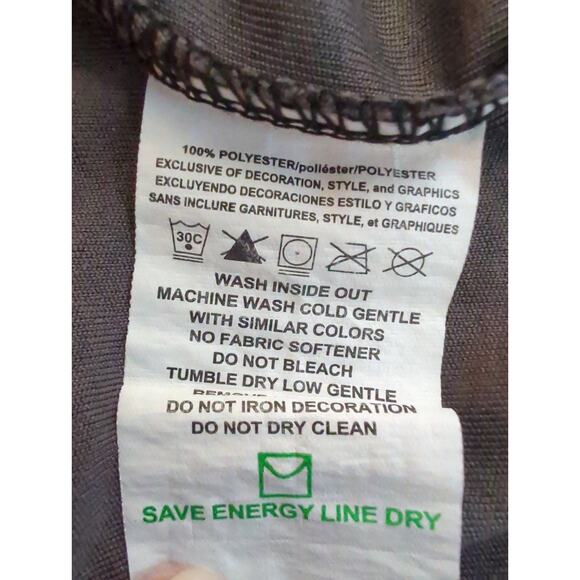 100% POLYESTER/poliéster/POLYESTER
EXCLUSIVE OF DECORATION, STYLE, and GRAPHICS
EXCLUYENDO DECORACIONES ESTILO Y GRAFICOS
SANS INCLURE GARNITURES, STYLE, et GRAPHIQUES
30C
WASH INSIDE OUT
MACHINE WASH COLD GENTLE
WITH SIMILAR COLORS
NO FABRIC SOFTENER
DO NOT BLEACH
TUMBLE DRY LOW GENTLE
DO NOT IRON DECORATION
DO NOT DRY CLEAN
SAVE ENERGY LINE DRY